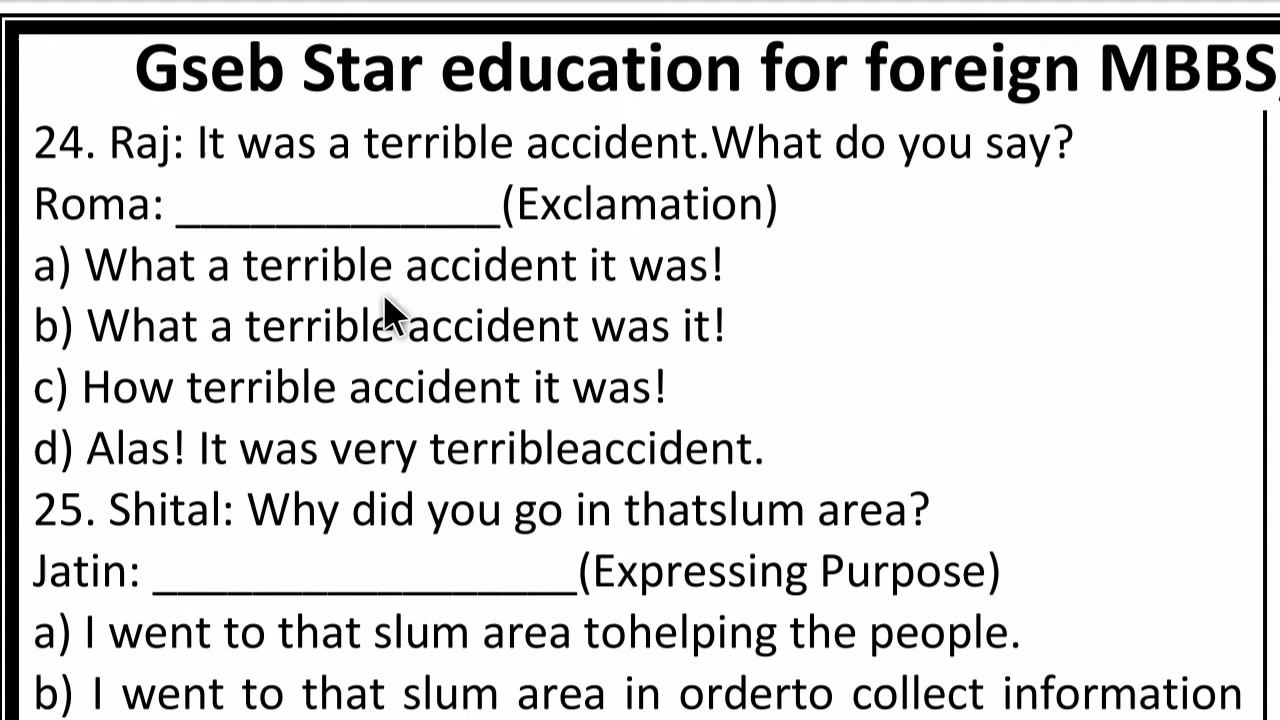 Gseb Star education for foreign MBBS,
24. Raj: It was a terrible accident.What do you say?
Roma: _____________(Exclamation)
a) What a terrible accident it was!
b) What a terrible accident was it!
c) How terrible accident it was!
d) Alas! It was very terribleaccident.
25. Shital: Why did you go in thatslum area?
Jatin: _________________(Expressing Purpose)
a) I went to that slum area tohelping the people.
b) I went to that slum area in orderto collect information